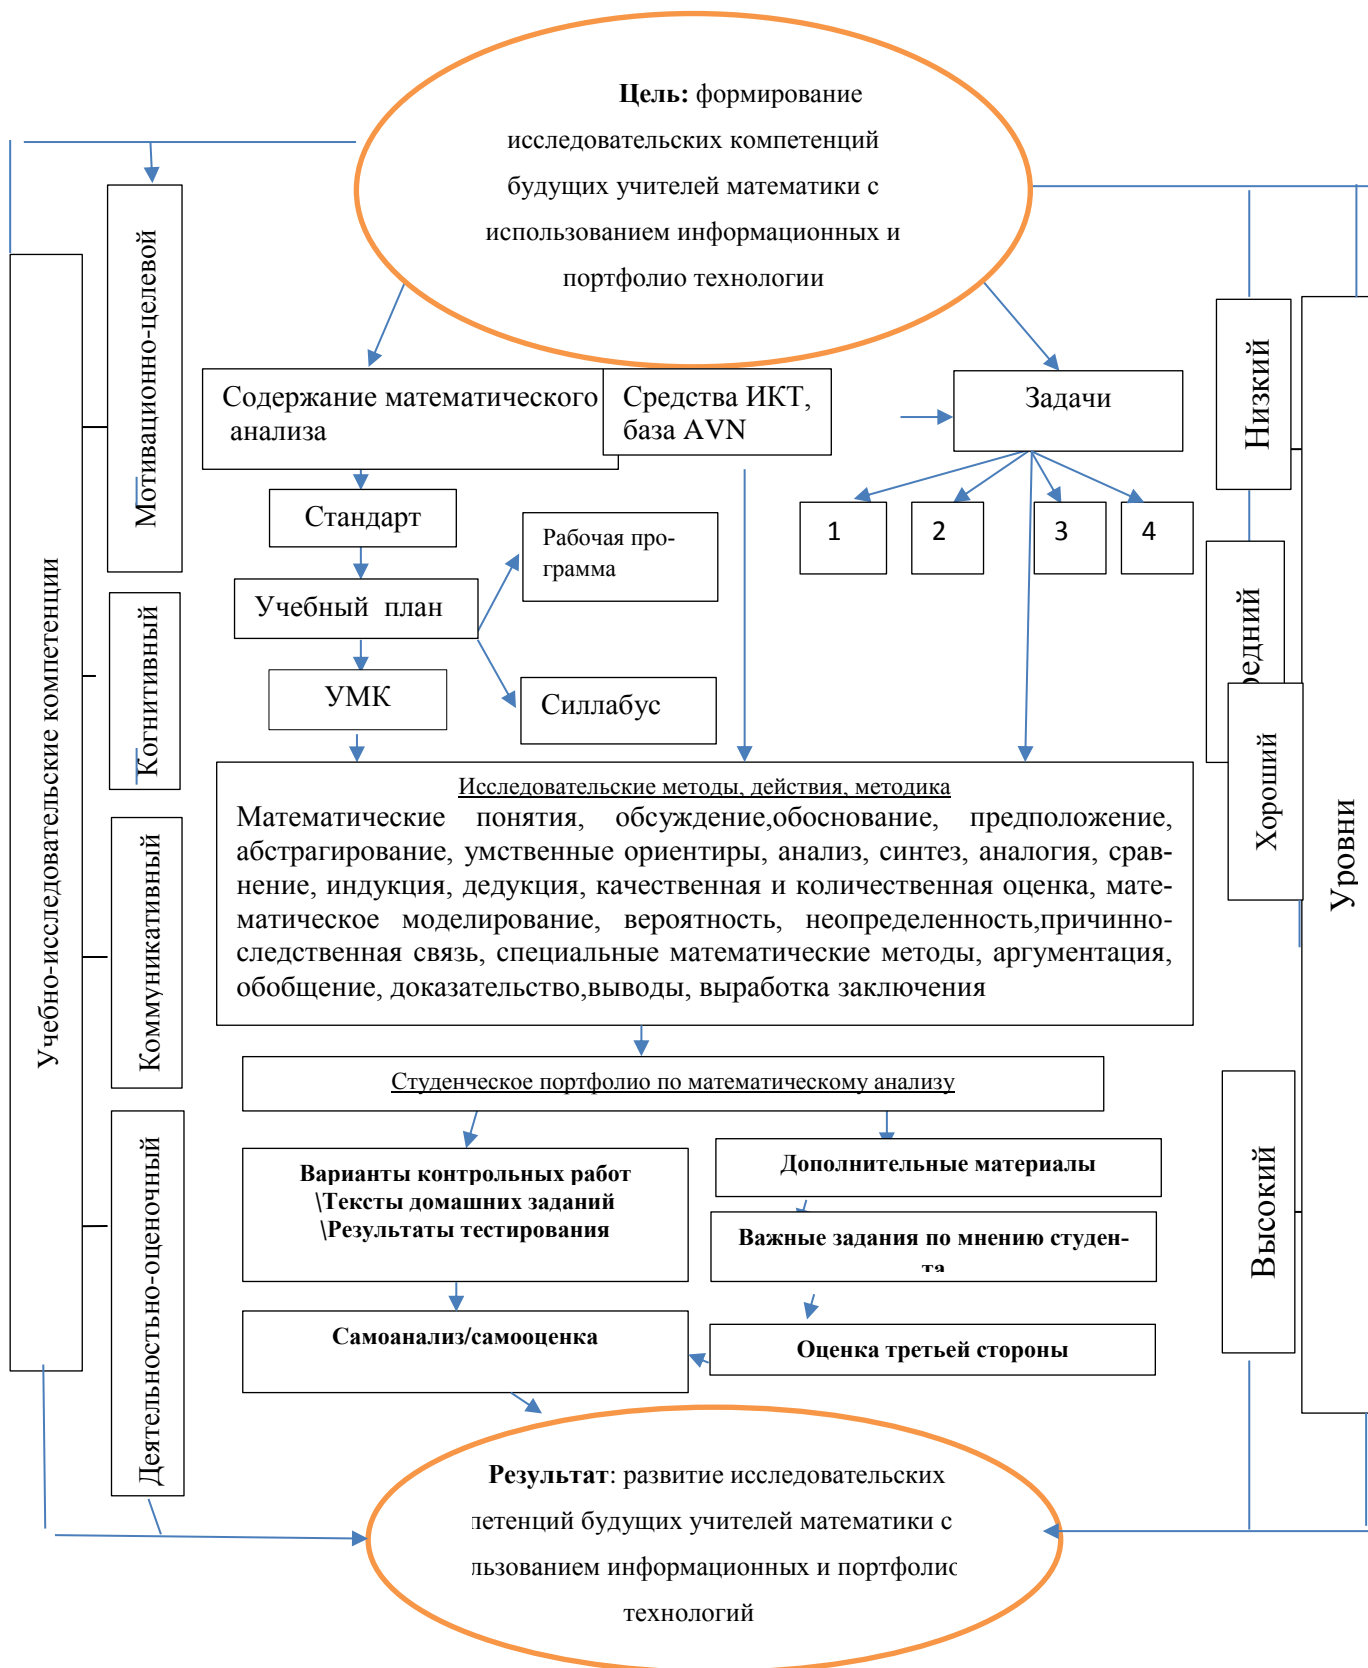 Цель: формирование
исследовательских компетенций
будущих учителей математики с
использованием информационных и
портфолио технологии
Учебно-исследовательские компетенции
Мотивационно-целевой
Когнитивный
Коммуникативный
Деятельностью-оценочный
Содержание математического
анализа
Средства ИКТ,
база AVN
Задачи
1
2
3
4
Стандарт
Учебный план
УМК
Рабочая про-
грамма
Силлабус
Исследовательские методы, действия, методика
Математические понятия, обсуждение,обоснование, предположение,
абстрагирование, умственные ориентиры, анализ, синтез, аналогия, срав-
нение, индукция, дедукция, качественная и количественная оценка, мате-
матическое моделирование, вероятность, неопределенность,причинно-
следственная связь, специальные математические методы, аргументация,
обобщение, доказательство,выводы, выработка заключения
Студенческое портфолио по математическому анализу
Варианты контрольных работ
\Тексты домашних заданий
\Результаты тестирования
Дополнительные материалы
Важные задания по мнению студен-
та
Самоанализ/самооценка
Оценка третьей стороны
Низкий
редний
Хороший
Высокий
Уровни
Результат: развитие исследовательских
петенций будущих учителей математики с
льзованием информационных и портфолио
технологий